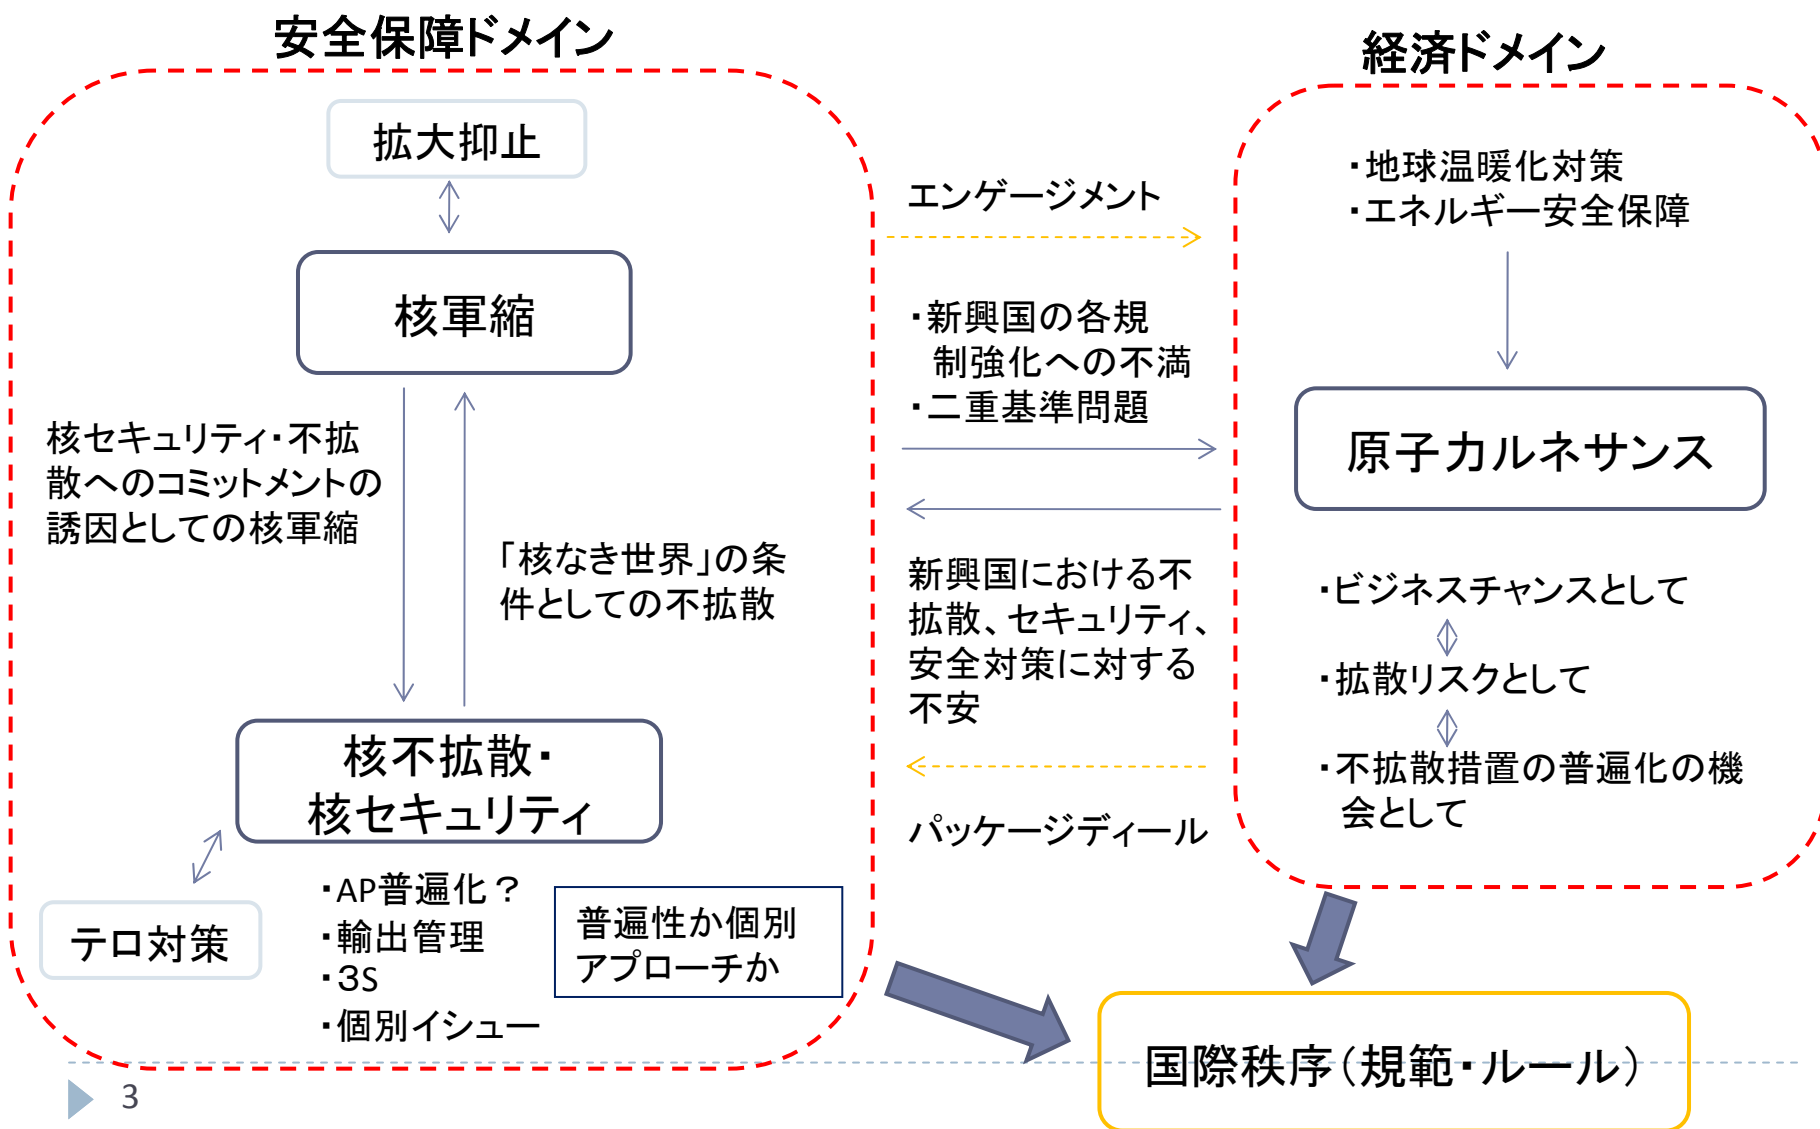 安全保障ドメイン
経済ドメイン
拡大抑止
核軍縮
核セキュリティ・不拡
散へのコミットメントの
誘因としての核軍縮
「核なき世界」の条
件としての不拡散
核不拡散・
核セキュリティ
テロ対策
・AP普遍化？
・輸出管理
・３S
・個別イシュー
普遍性か個別
アプローチか
エンゲージメント
・新興国の各規
制強化への不満
・二重基準問題
新興国における不
拡散、セキュリティ、
安全対策に対する
不安
パッケージディール
・地球温暖化対策
・エネルギー安全保障
原子力ルネサンス
・ビジネスチャンスとして
・拡散リスクとして
・不拡散措置の普遍化の機
会として
国際秩序（規範・ルール）
3